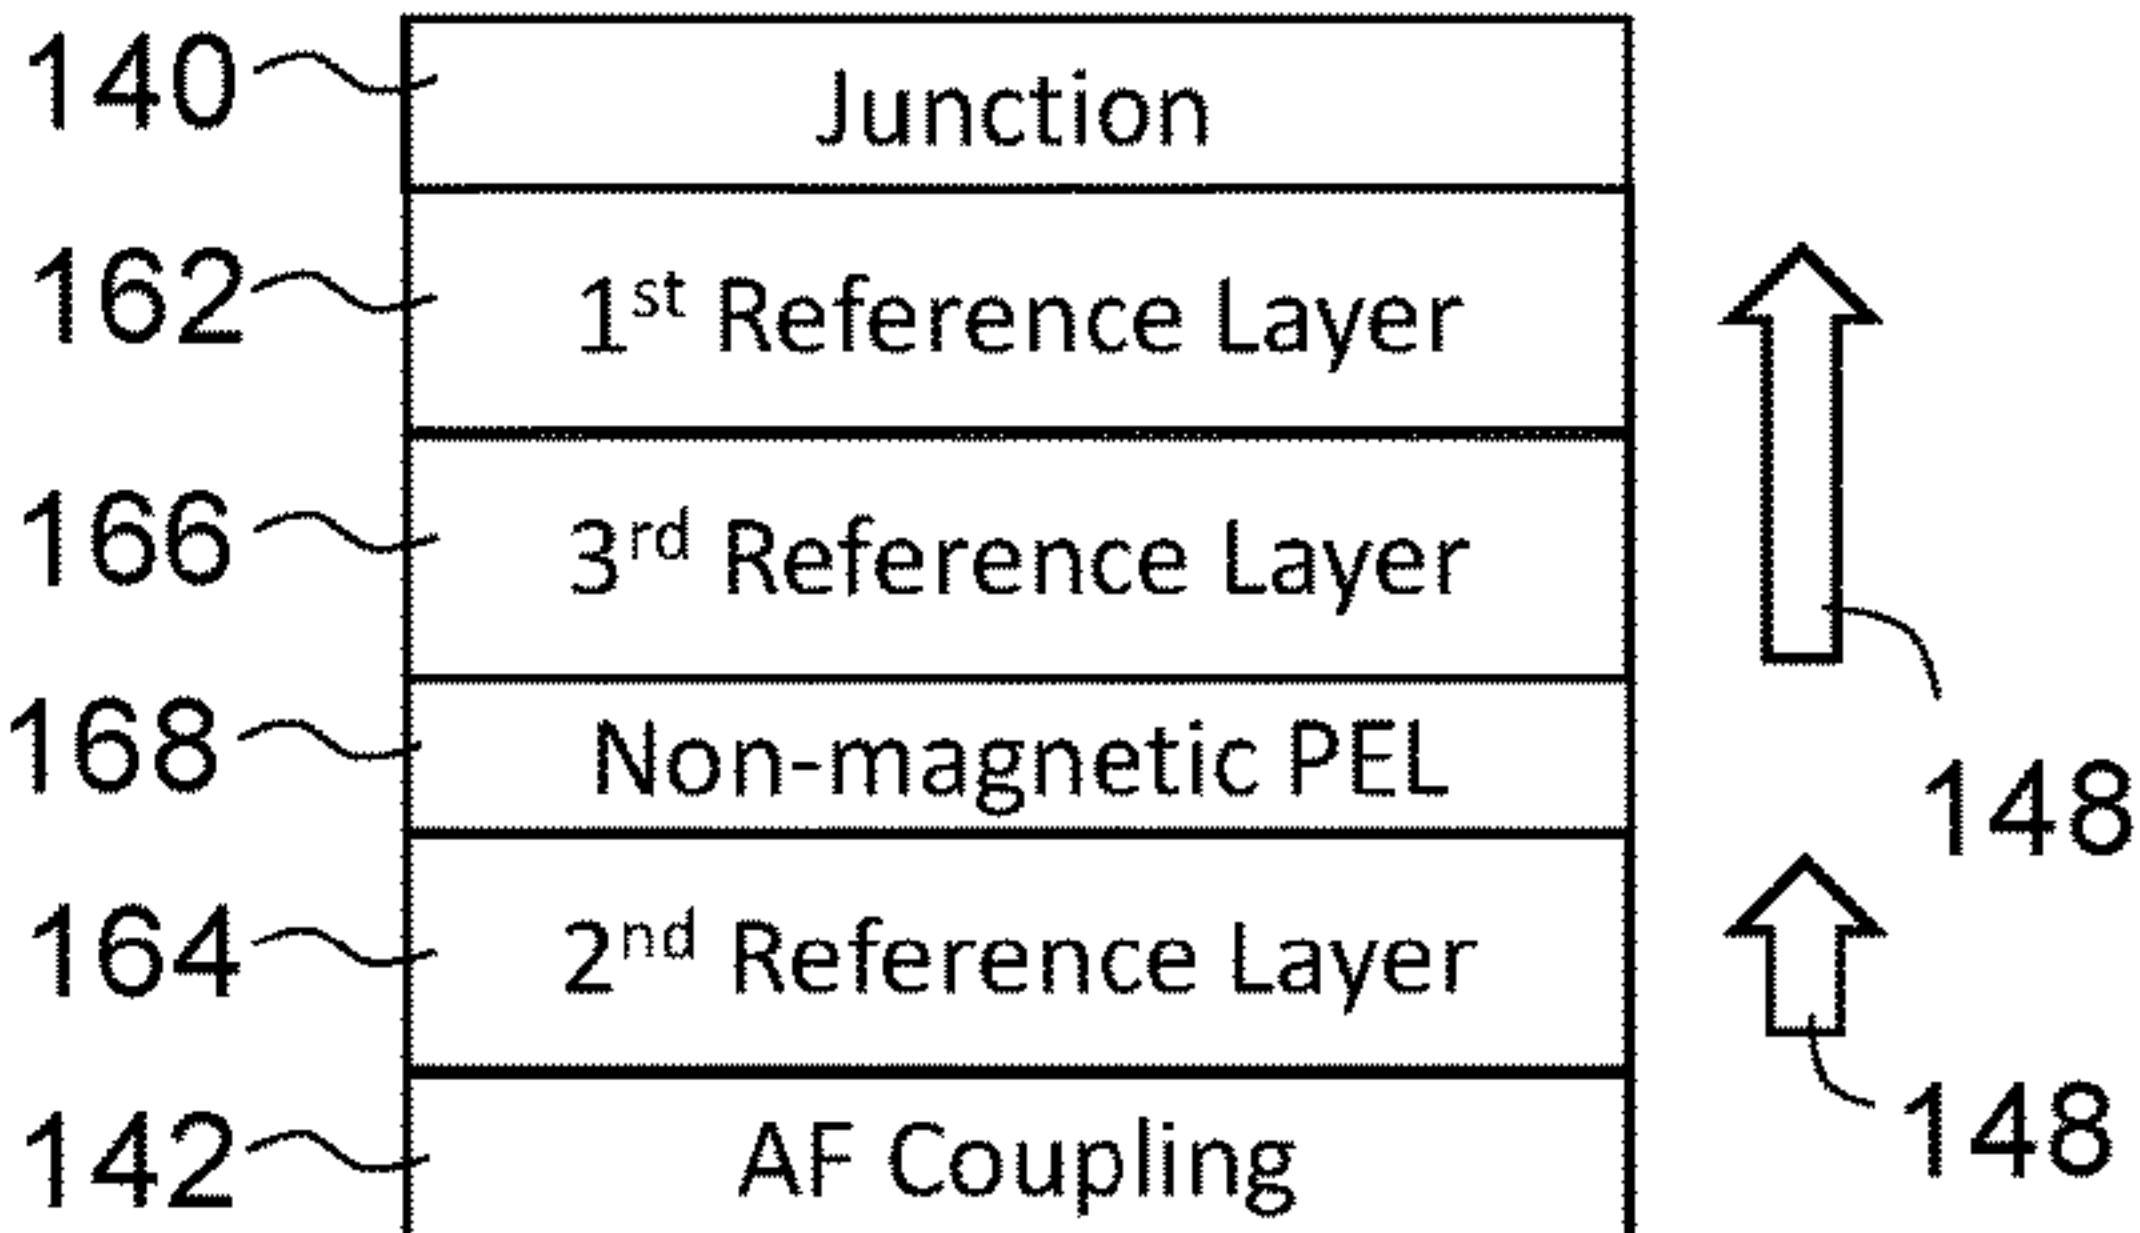 140 Junction
162 1st Reference Layer
166 3rd Reference Layer
168 Non-magnetic PEL
148
164 2nd Reference Layer
142 AF Coupling
148